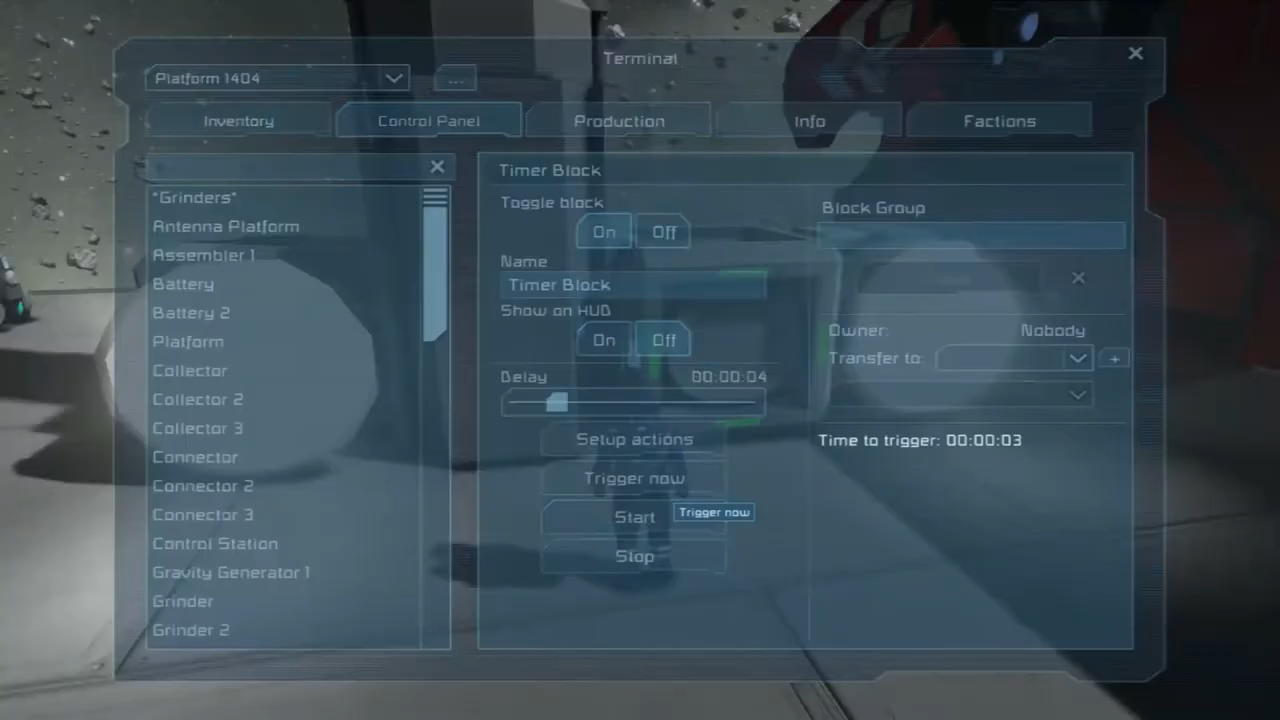 Terminal
Platform 1404
...
Inventory
Control Panel
Production
Info
Factions
*Grinders*
Antenna Platform
Assembler 1
Battery
Battery 2
Platform
Collector
Collector 2
Collector 3
Connector
Connector 2
Connector 3
Control Station
Gravity Generator 1
Grinder
Grinder 2
Timer Block
Toggle block
On Off
Name
Timer Block
Show on HUD
On Off
Delay 00:00:04
Setup actions
Trigger now
Start
Trigger now
Stop
Block Group
Owner: Nobody
Transfer to:
Time to trigger: 00:00:03